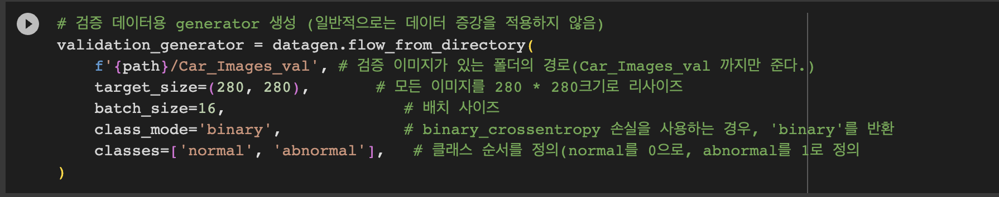 # 검증 데이터용 generator 생성 (일반적으로는 데이터 증강을 적용하지 않음)
validation_generator = datagen.flow_from_directory(
    f'{path}/Car_Images_val', # 검증 이미지가 있는 폴더의 경로(Car_Images_val 까지만 준다.)
    target_size=(280, 280),       # 모든 이미지를 280 * 280크기로 리사이즈
    batch_size=16,                   # 배치 사이즈
    class_mode='binary',             # binary_crossentropy 손실을 사용하는 경우, 'binary'를 반환
    classes=['normal', 'abnormal'],   # 클래스 순서를 정의(normal를 0으로, abnormal를 1로 정의
)